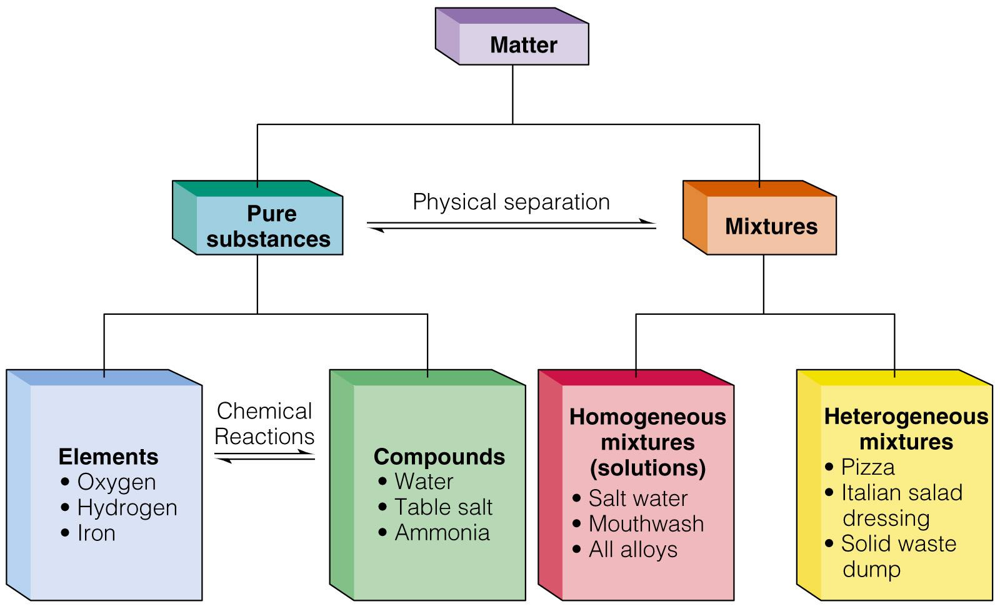 Matter
Pure
substances
Physical separation
Mixtures
Chemical
Reactions
Elements
• Oxygen
• Hydrogen
• Iron
Compounds
• Water
• Table salt
• Ammonia
Homogeneous
mixtures
(solutions)
• Salt water
• Mouthwash
• All alloys
Heterogeneous
mixtures
• Pizza
• Italian salad
dressing
• Solid waste
dump